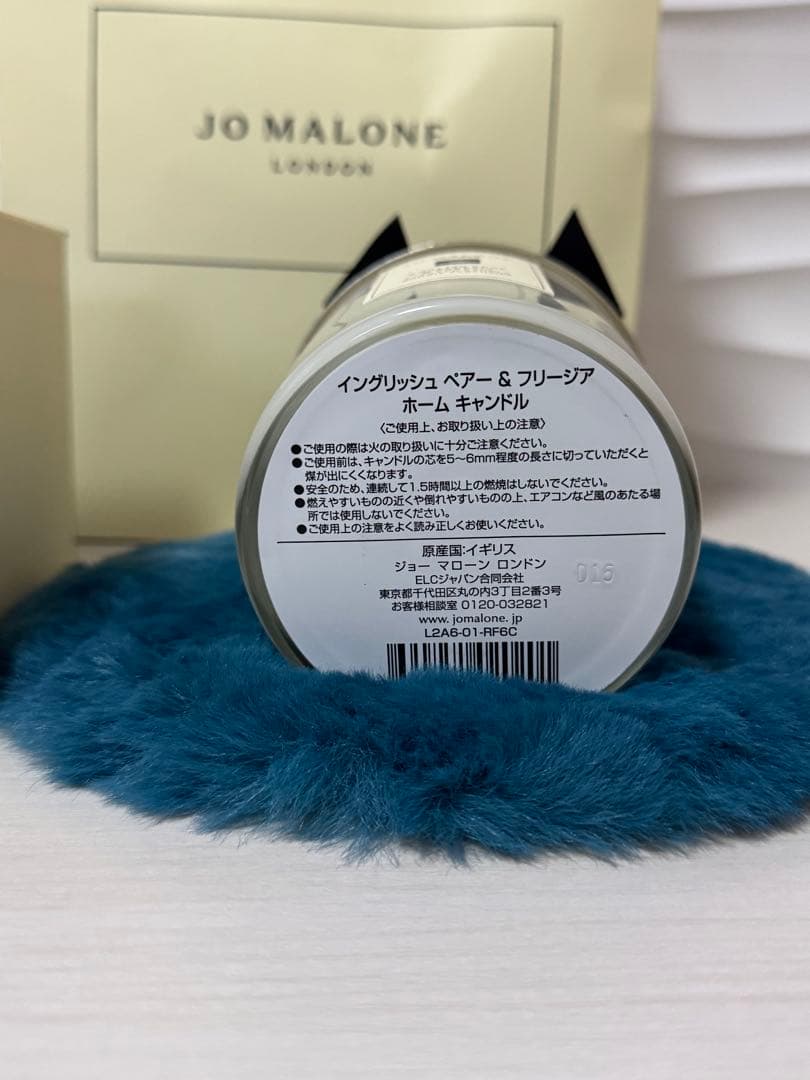 JO MALONE
LONDON
イングリッシュ ペアー & フリージア
ホーム キャンドル
〈ご使用上、お取り扱い上の注意〉
●ご使用の際は火の取り扱いに十分ご注意ください。
●ご使用前は、キャンドルの芯を5〜6mm程度の長さに切っていただくと
煤が出にくくなります。
●安全のため、連続して1.5時間以上の燃焼はしないでください。
●燃えやすいものの近くや倒れやすいものの上、エアコンなど風のあたる場
所では使用しないでください。
●ご使用上の注意をよく読み正しくお使いください。
原産国:イギリス
ジョー マローン ロンドン
ELCジャパン合同会社
東京都千代田区丸の内3丁目2番3号
お客様相談室 0120-032821
www.jomalone.jp
L2A6-01-RF6C
016